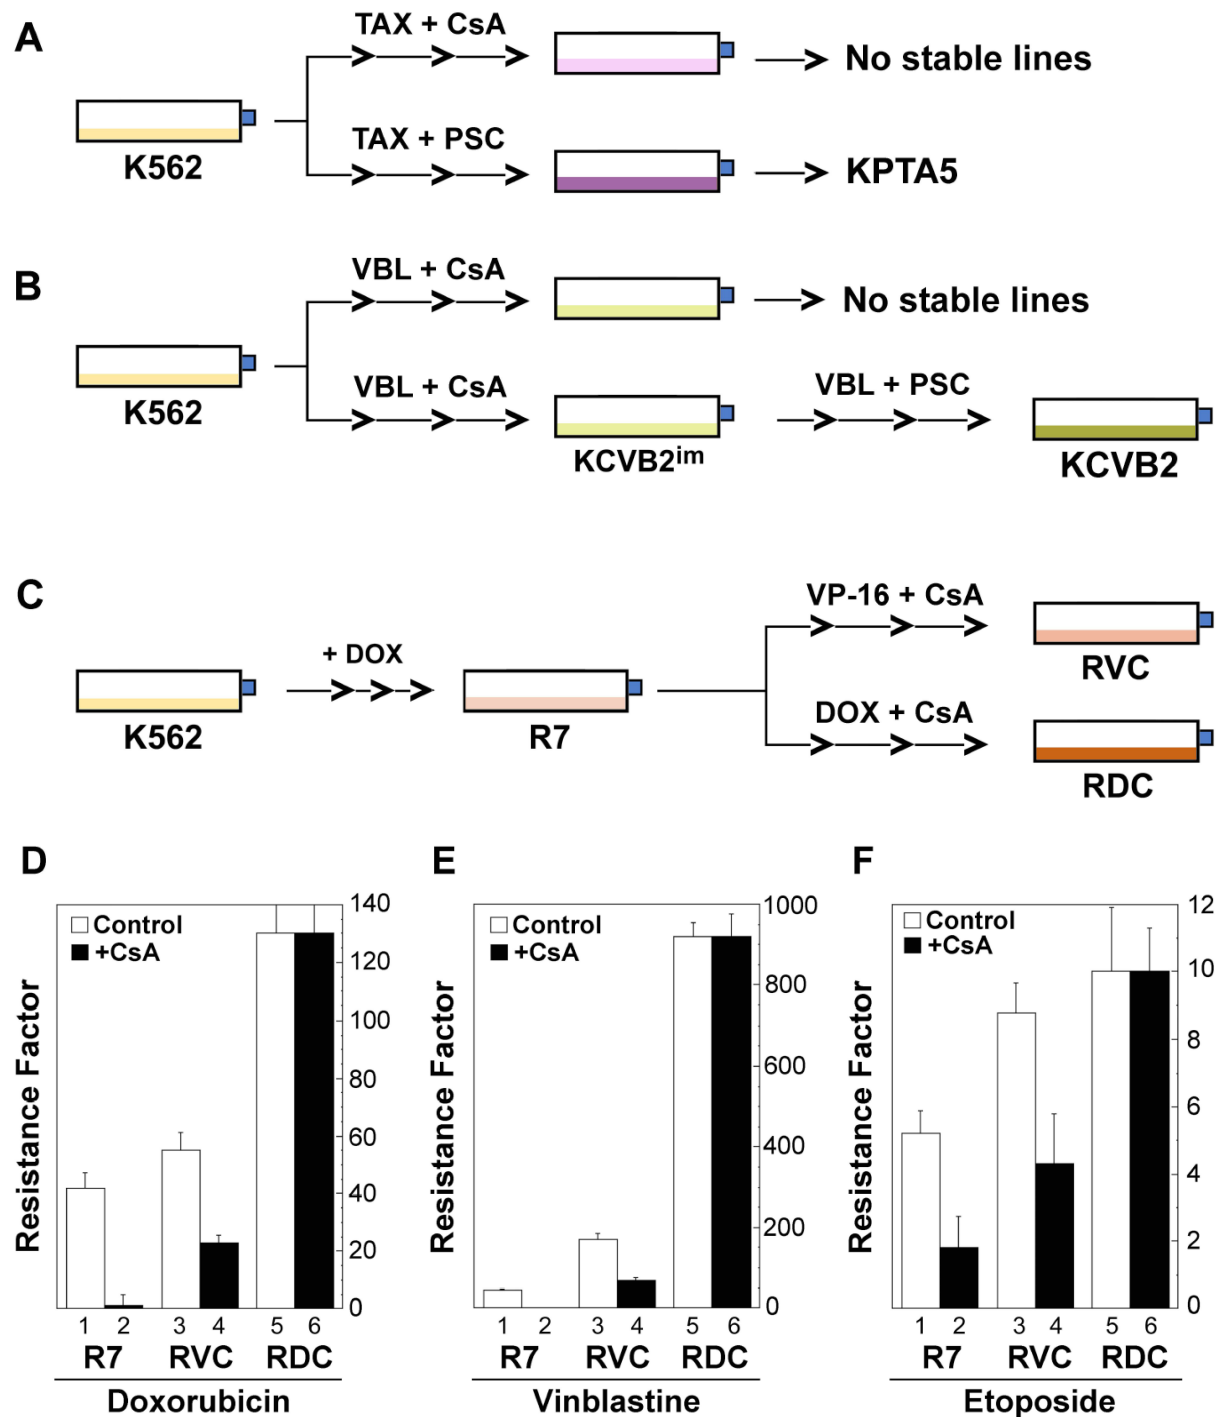 A
TAX + CsA
No stable lines
K562
TAX + PSC
KPTA5
B
VBL + CsA
No stable lines
K562
VBL + CsA
KCVB2im
VBL + PSC
KCVB2
C
K562
+ DOX
R7
VP-16 + CsA
RVC
DOX + CsA
RDC
D
Resistance Factor
Control
+CsA
140
120
100
80
60
40
20
0
1 2 3 4 5 6
R7 RVC RDC
Doxorubicin
E
Resistance Factor
Control
+CsA
1000
800
600
400
200
0
1 2 3 4 5 6
R7 RVC RDC
Vinblastine
F
Resistance Factor
Control
+CsA
12
10
8
6
4
2
0
1 2 3 4 5 6
R7 RVC RDC
Etoposide